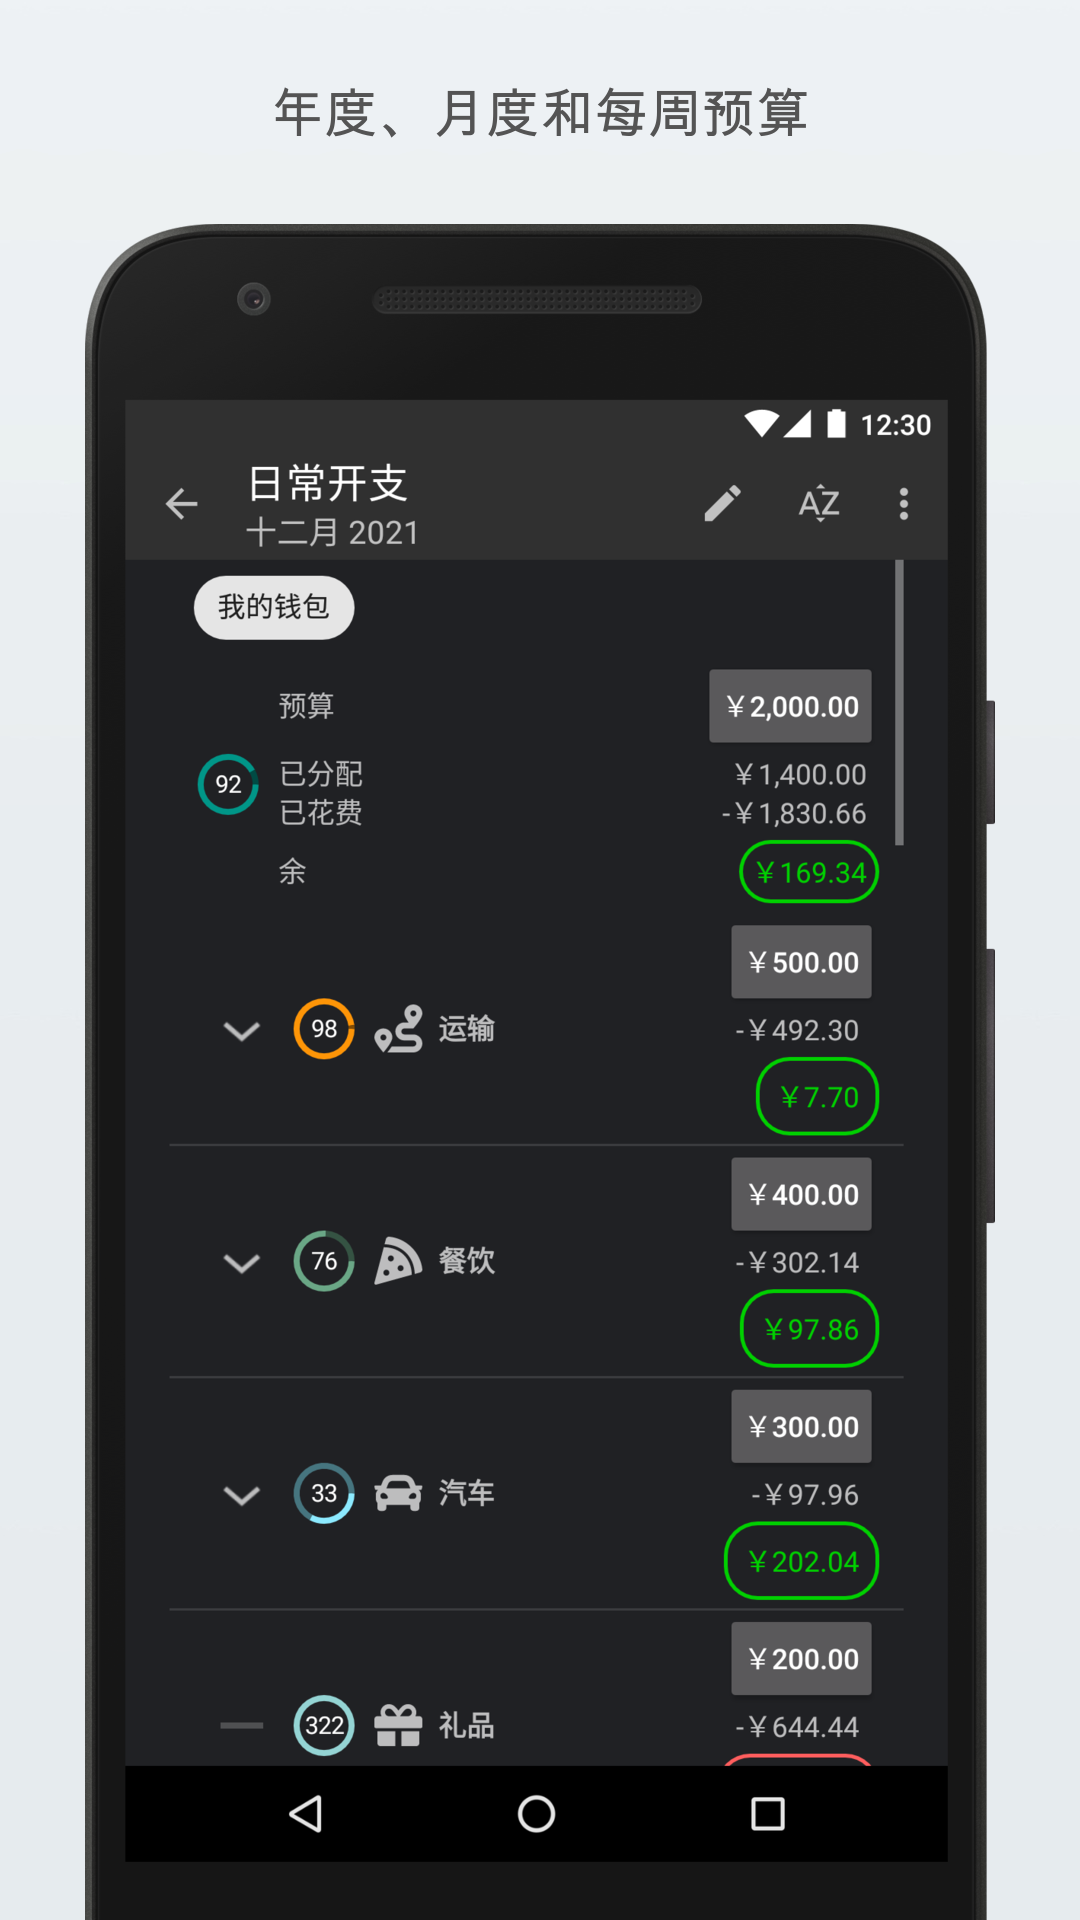 年度、月度和每周预算
12:30
日常开支
十二月 2021
AZ
我的钱包
预算
¥2,000.00
92
已分配
¥1,400.00
已花费
-¥1,830.66
余
¥169.34
¥500.00
98
运输
-¥492.30
¥7.70
¥400.00
76
餐饮
-¥302.14
¥97.86
¥300.00
33
汽车
-¥97.96
¥202.04
¥200.00
322
礼品
-¥644.44